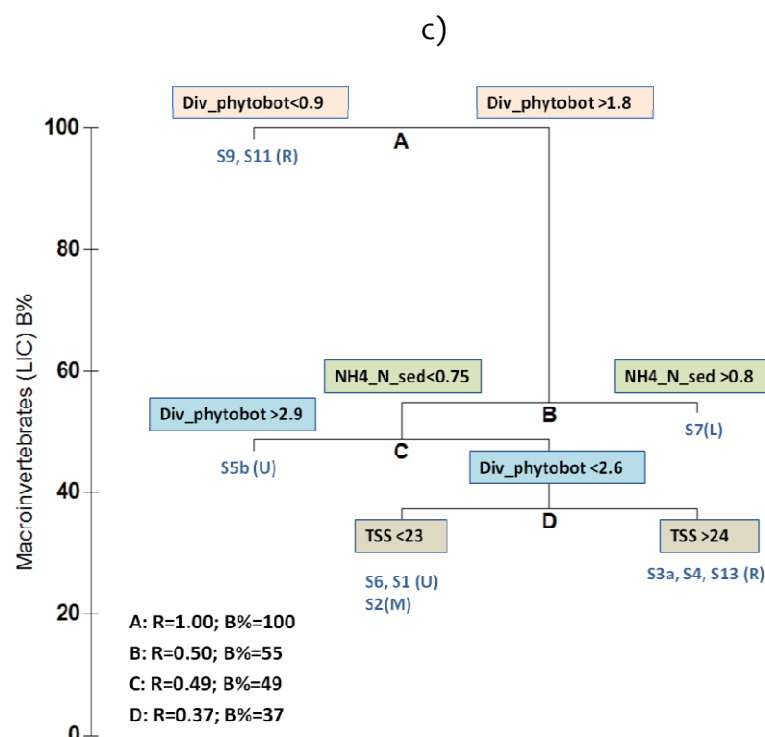 c)
Div_phytobot<0.9
Div_phytobot >1.8
100
A
S9, S11 (R)
80
Macroinvertebrates (LIC) B%
60
NH4_N_sed<0.75
NH4_N_sed >0.8
Div_phytobot >2.9
B
S7(L)
C
S5b (U)
Div_phytobot <2.6
40
D
TSS <23
TSS >24
S6, S1 (U)
S2(M)
S3a, S4, S13 (R)
20
A: R=1.00; B%=100
B: R=0.50; B%=55
C: R=0.49; B%=49
D: R=0.37; B%=37
0